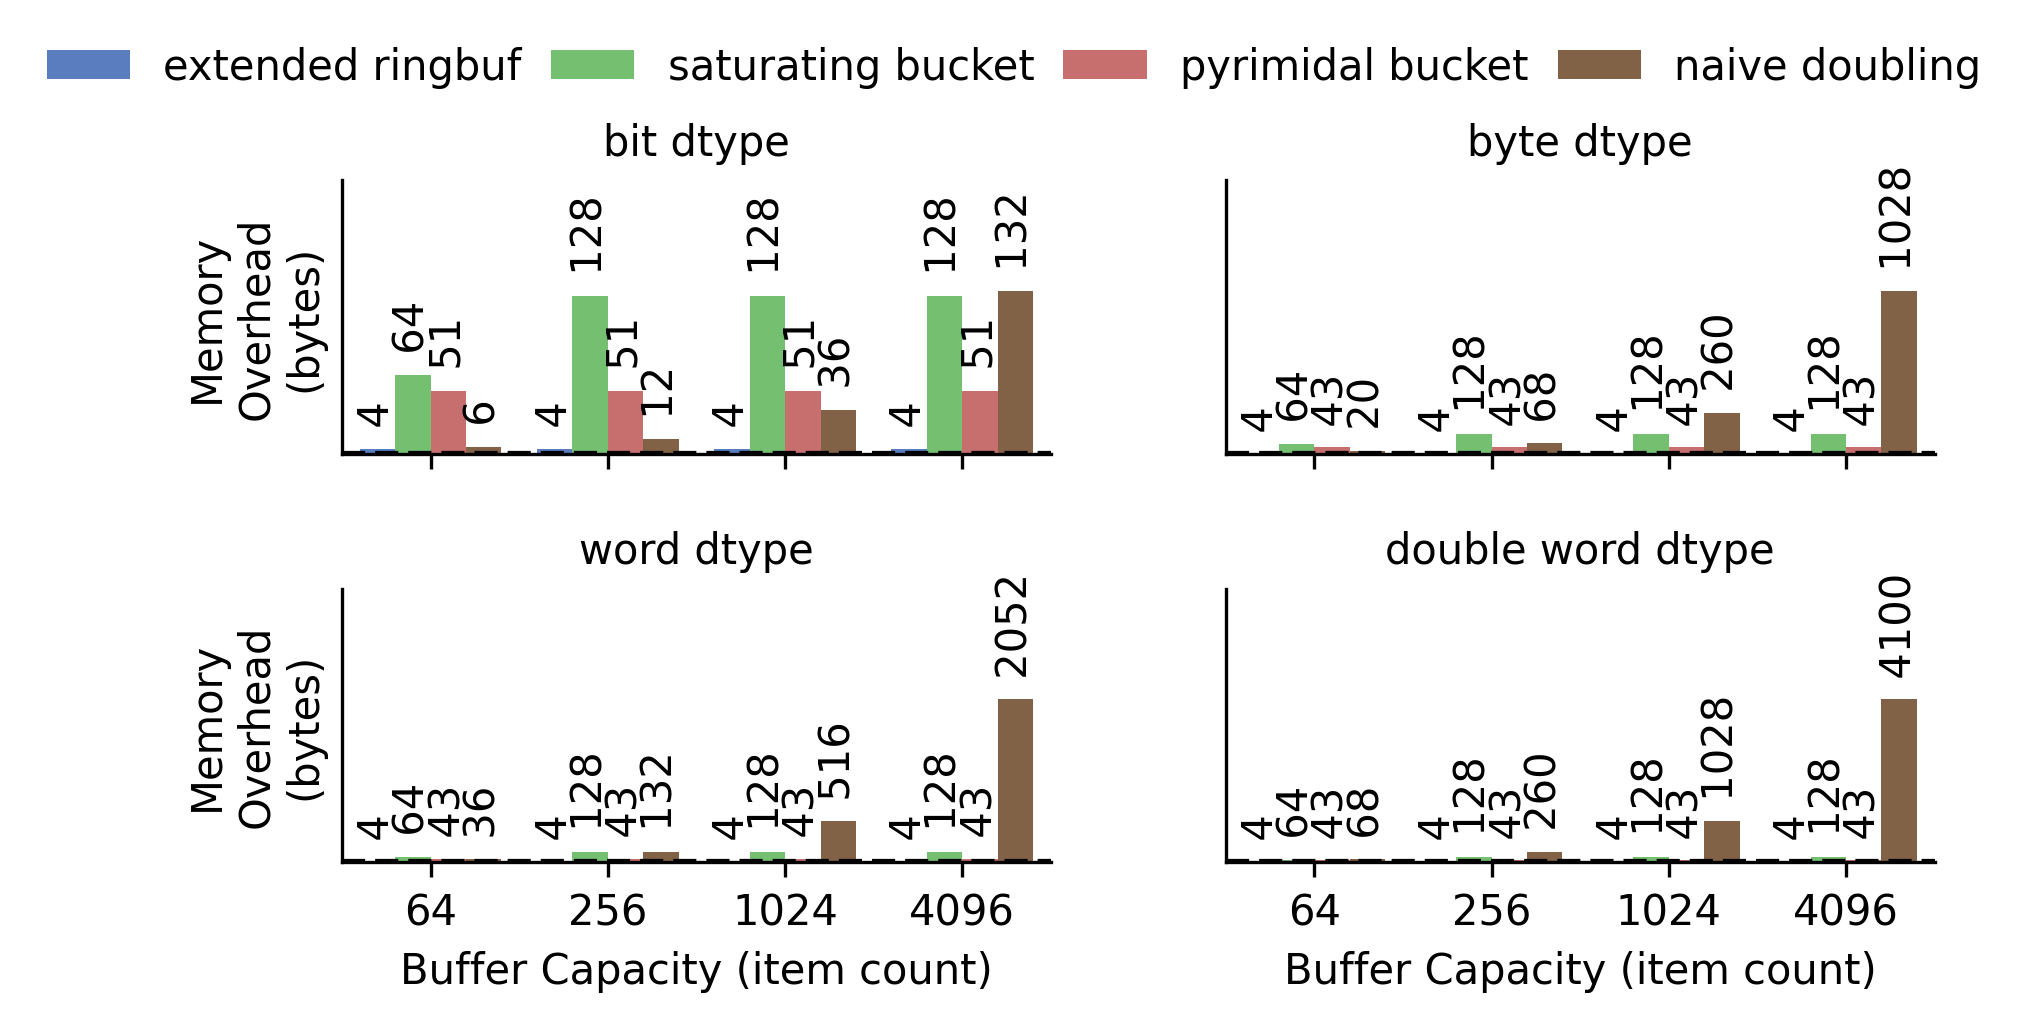 extended ringbuf saturating bucket pyrimidal bucket naive doubling
bit dtype
Memory
Overhead
(bytes)
4 64 51 6 4 128 51 12 4 128 51 36 4 128 51 132
byte dtype
4 64 43 20 4 128 43 68 4 128 43 260 4 128 43 1028
word dtype
Memory
Overhead
(bytes)
4 64 43 36 4 128 43 132 4 128 43 516 4 128 43 2052
64 256 1024 4096
Buffer Capacity (item count)
double word dtype
4 64 43 68 4 128 43 260 4 128 43 1028 4 128 43 4100
64 256 1024 4096
Buffer Capacity (item count)